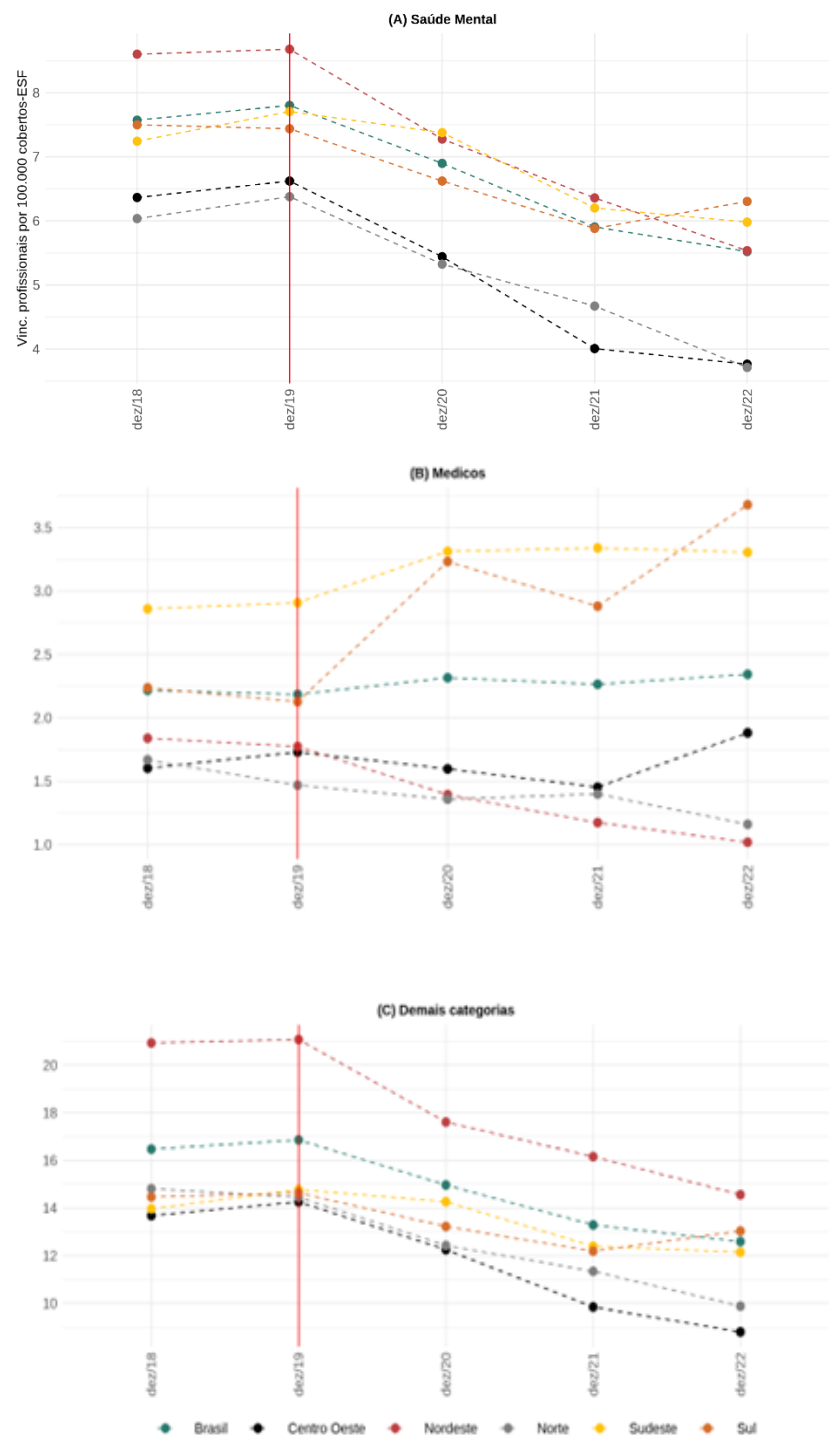 (A) Saúde Mental
Vinc. profissionais por 100.000 cobertos-ESF
8
7
6
5
4
dez/18
dez/19
dez/20
dez/21
dez/22
(B) Medicos
3.5
3.0
2.5
2.0
1.5
1.0
dez/18
dez/19
dez/20
dez/21
dez/22
(C) Demais categorias
20
18
16
14
12
10
dez/18
dez/19
dez/20
dez/21
dez/22
Brasil Centro Oeste Nordeste Norte Sudeste Sul